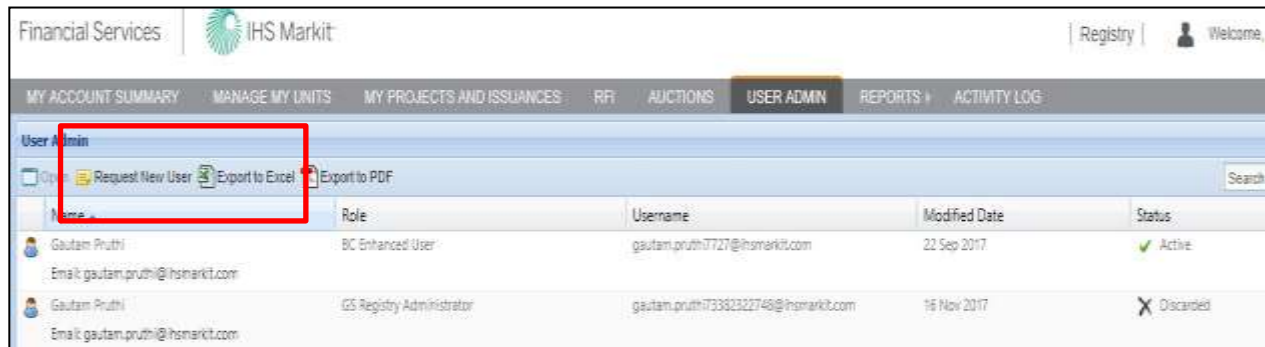 Financial Services IHS Markit | Registry | Welcome,
MY ACCOUNT SUMMARY MANAGE MY UNITS MY PROJECTS AND ISSUANCES RFI AUCTIONS USER ADMIN REPORTS ACTIVITY LOG
User Admin
Open Request New User Export to Excel Export to PDF Search
Name Role Username Modified Date Status
Gautam Pruthi BC Enhanced User gautam.pruthi7727@ihsmarkit.com 22 Sep 2017 Active
Email: gautam.pruthi@ihsmarkit.com
Gautam Pruthi GS Registry Administrator gautam.pruthi73382322748@ihsmarkit.com 16 Nov 2017 Discarded
Email: gautam.pruthi@ihsmarkit.com